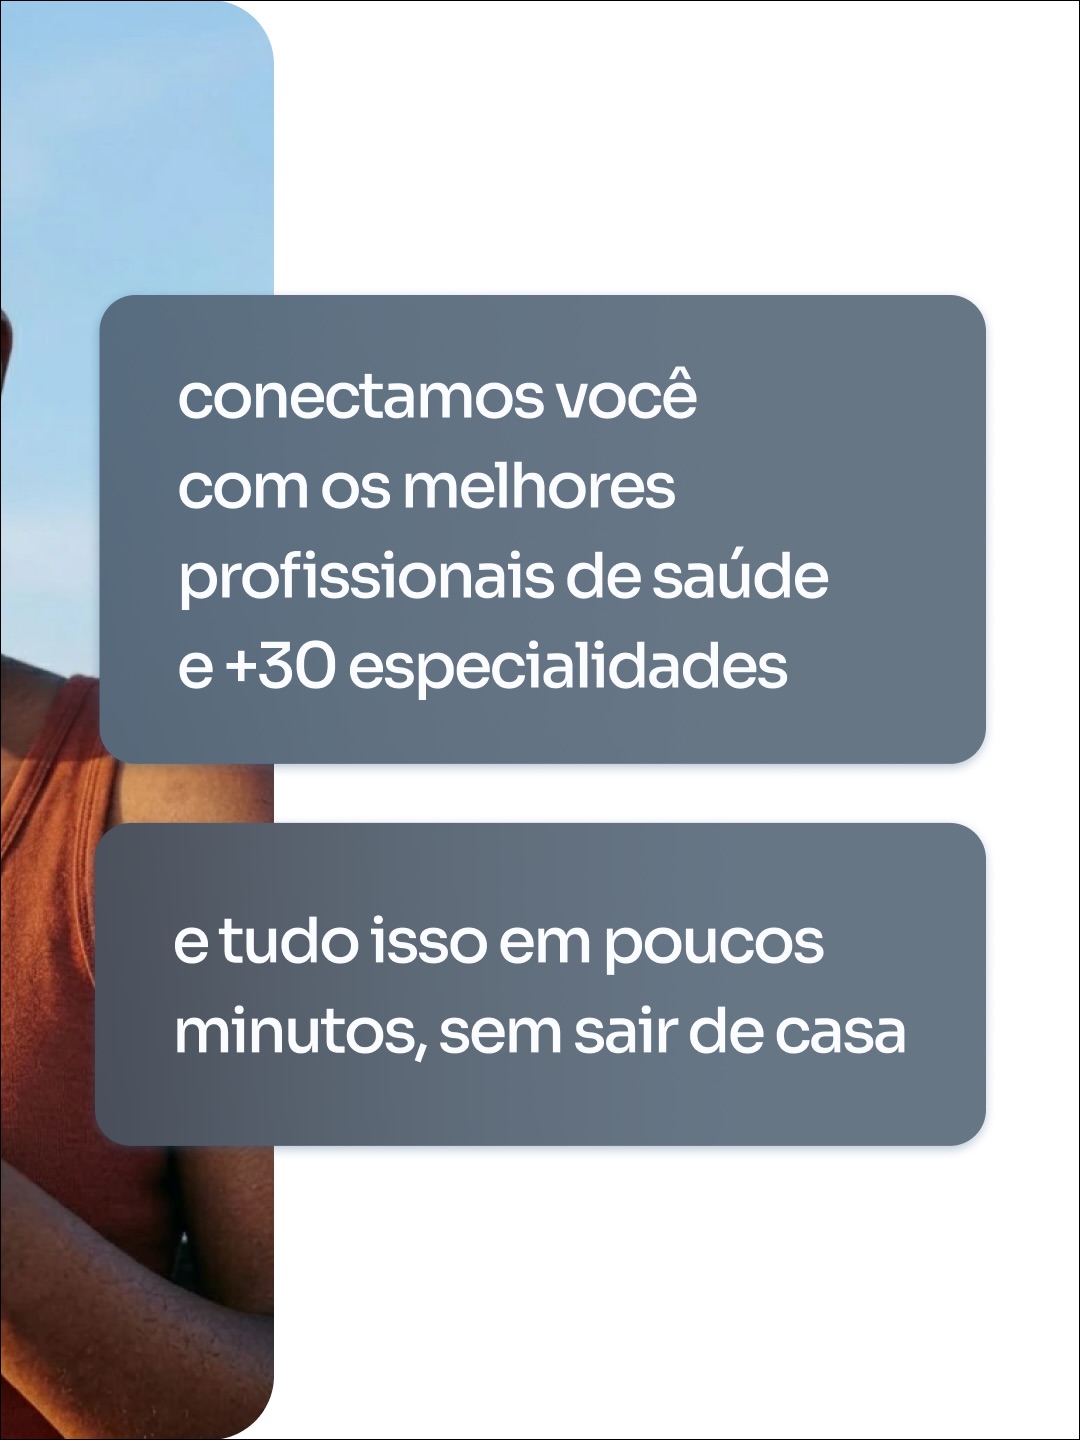 conectamos você
com os melhores
profissionais de saúde
e +30 especialidades
e tudo isso em poucos
minutos, sem sair de casa